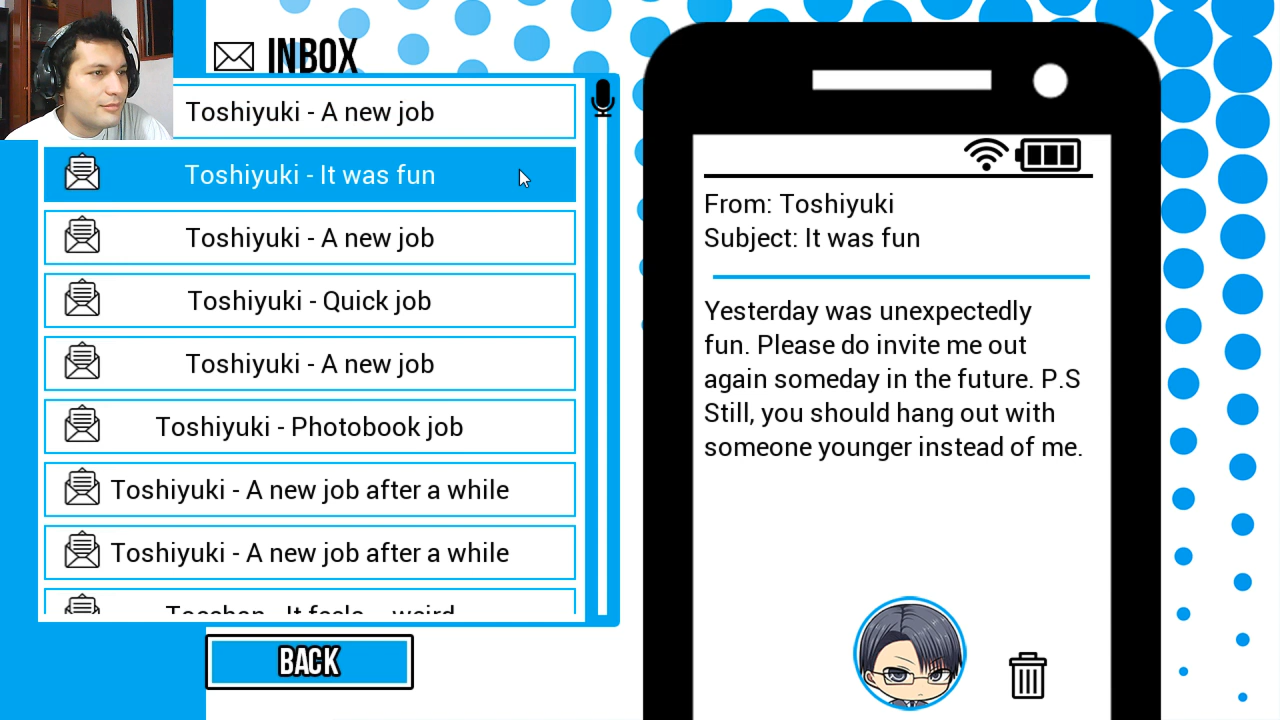 INBOX
Toshiyuki - A new job
Toshiyuki - It was fun
Toshiyuki - A new job
Toshiyuki - Quick job
Toshiyuki - A new job
Toshiyuki - Photobook job
Toshiyuki - A new job after a while
Toshiyuki - A new job after a while
BACK
From: Toshiyuki
Subject: It was fun
Yesterday was unexpectedly
fun. Please do invite me out
again someday in the future. P.S
Still, you should hang out with
someone younger instead of me.